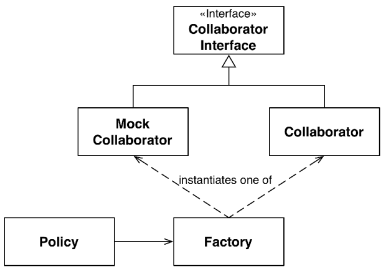 «Interface»
Collaborator
Interface
Mock
Collaborator
Collaborator
instantiates one of
Policy
Factory